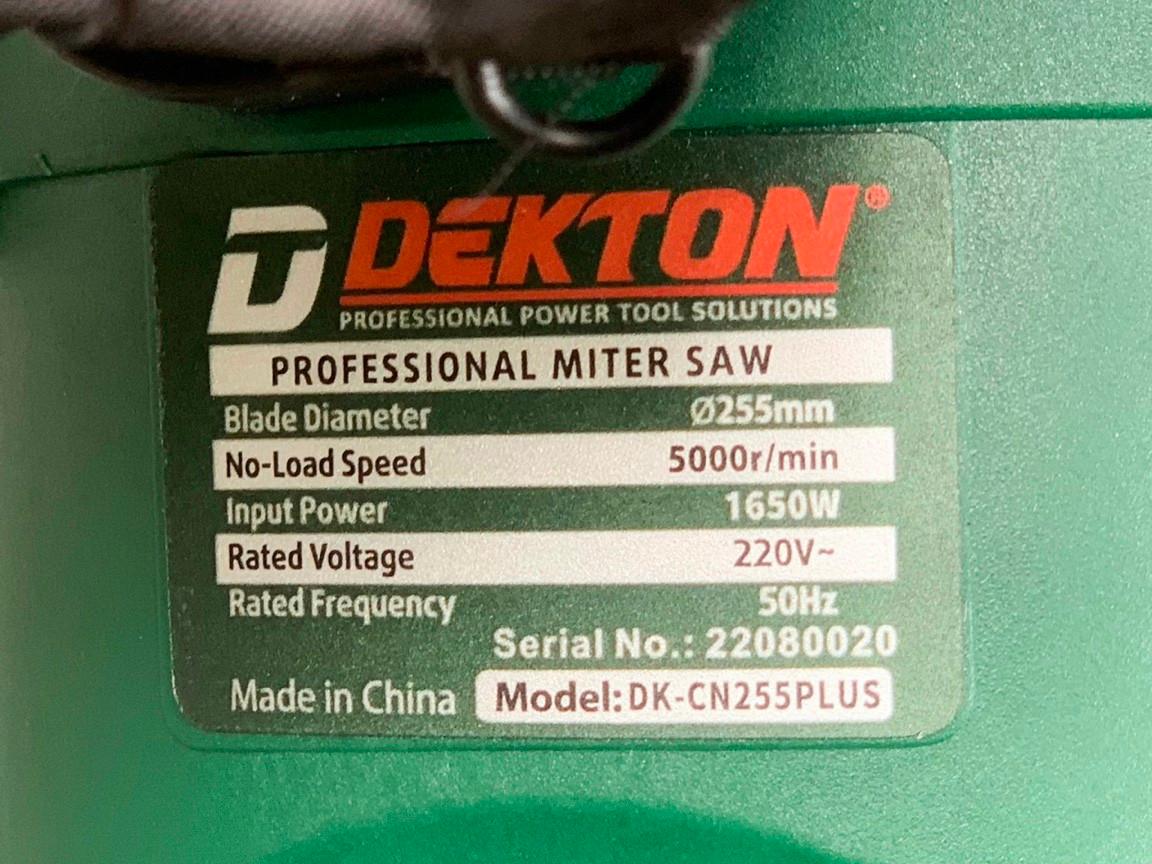 DEKTON®
PROFESSIONAL POWER TOOL SOLUTIONS
PROFESSIONAL MITER SAW
Blade Diameter Ø255mm
No-Load Speed 5000r/min
Input Power 1650W
Rated Voltage 220V~
Rated Frequency 50Hz
Serial No.: 22080020
Made in China Model: DK-CN255PLUS